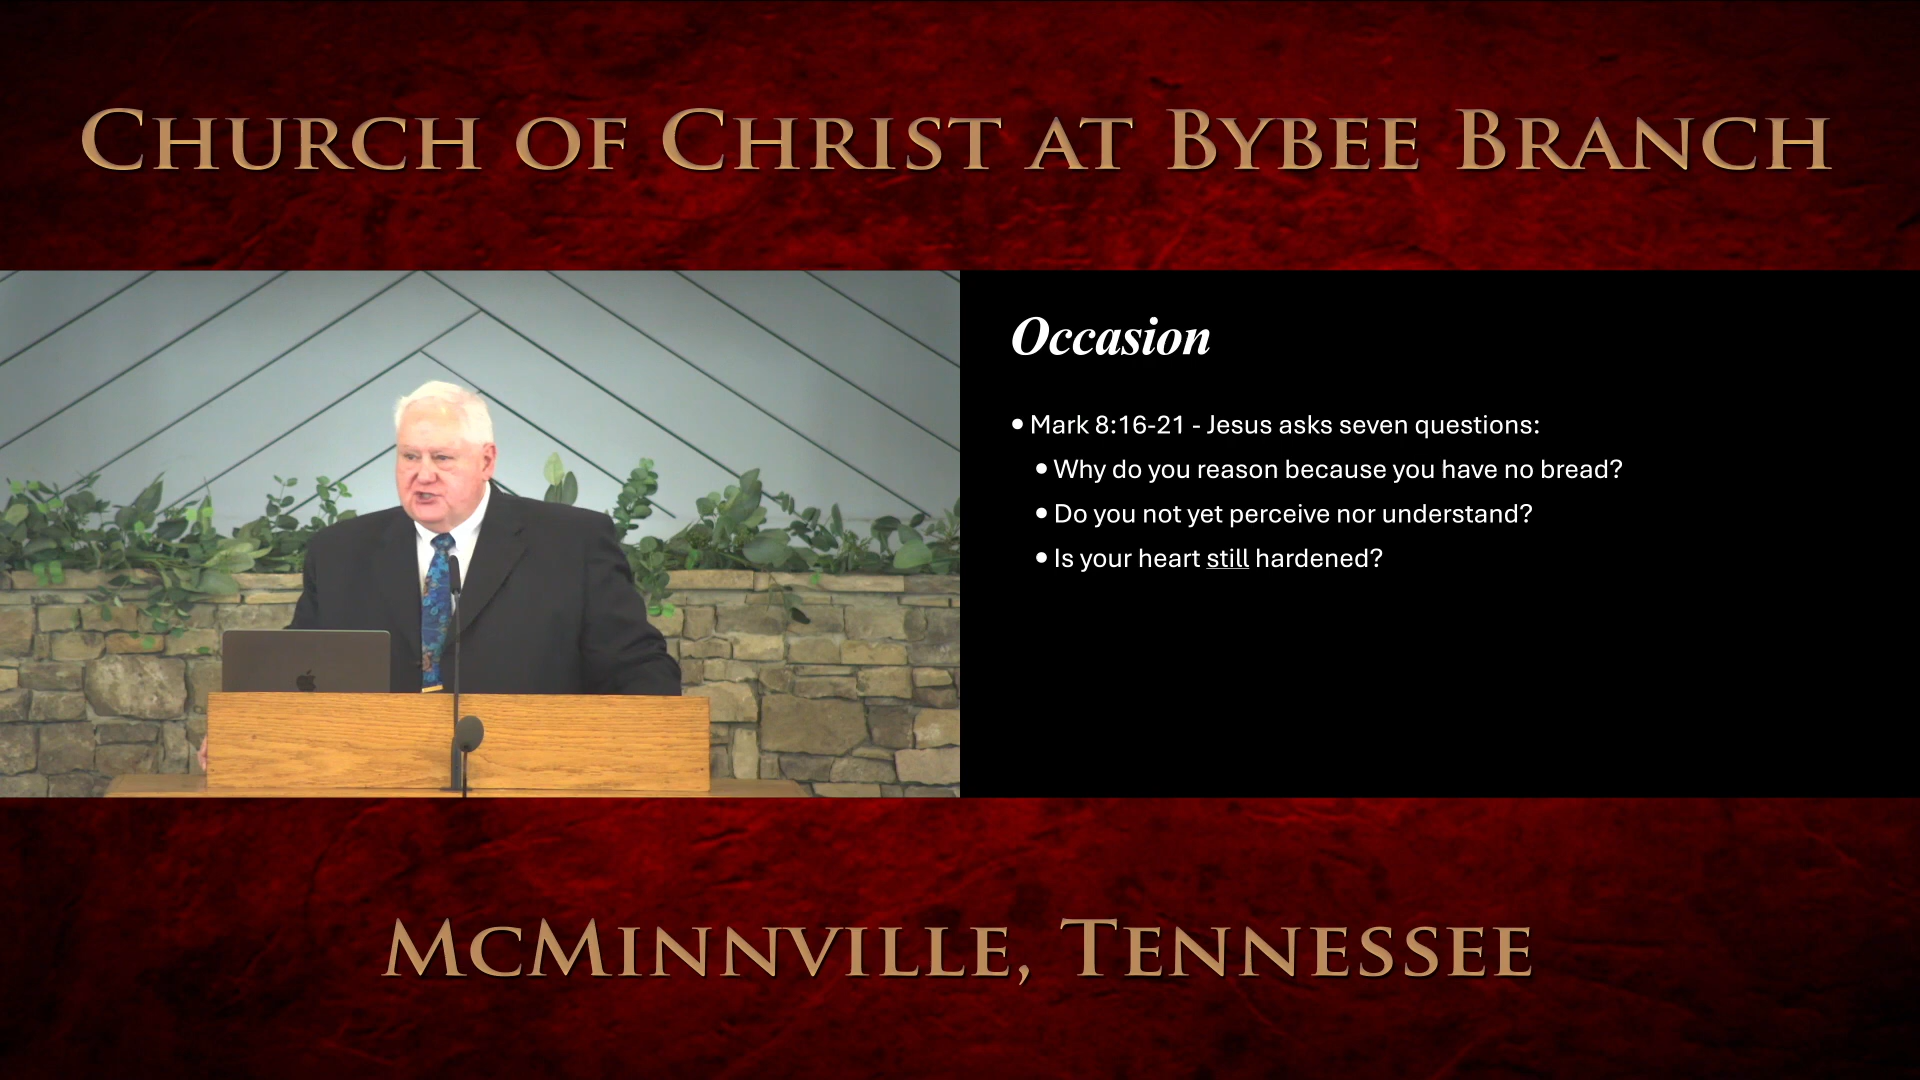 Church of Christ at Bybee Branch
Occasion
• Mark 8:16-21 - Jesus asks seven questions:
• Why do you reason because you have no bread?
• Do you not yet perceive nor understand?
• Is your heart still hardened?
McMinnville, Tennessee